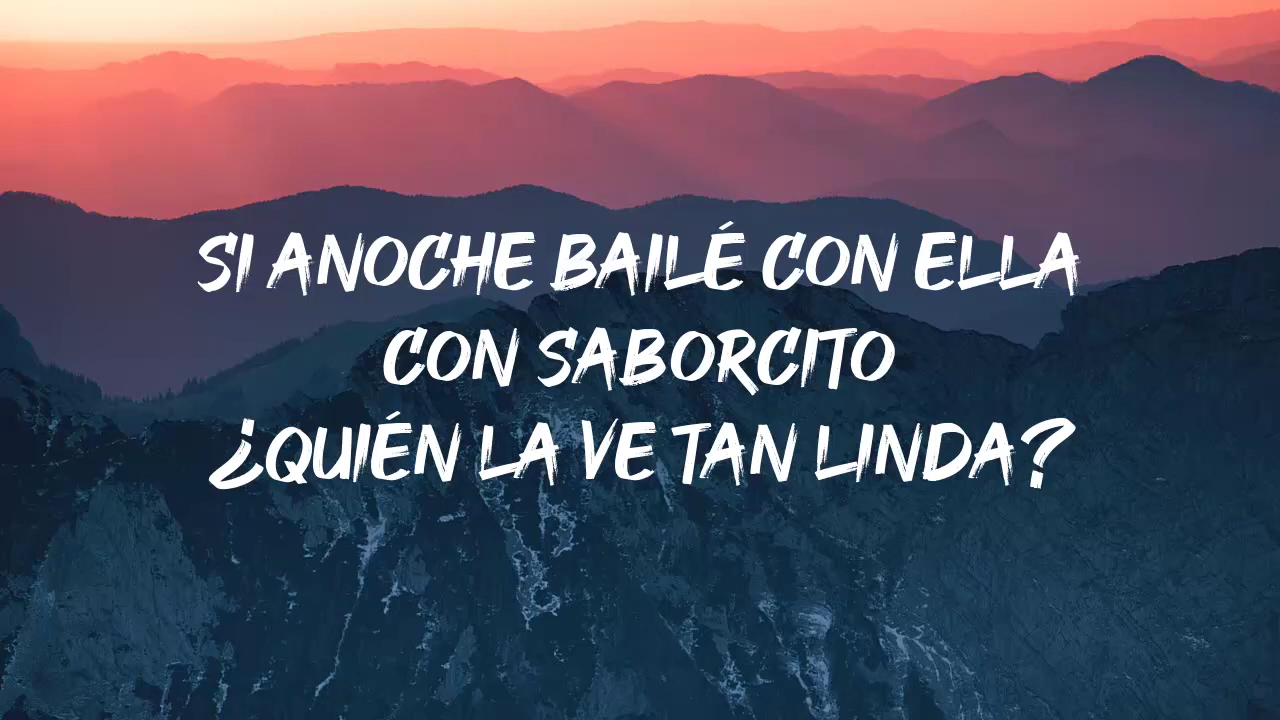 SI ANOCHE BAILÉ CON ELLA
CON SABORCITO
¿QUIÉN LA VE TAN LINDA?